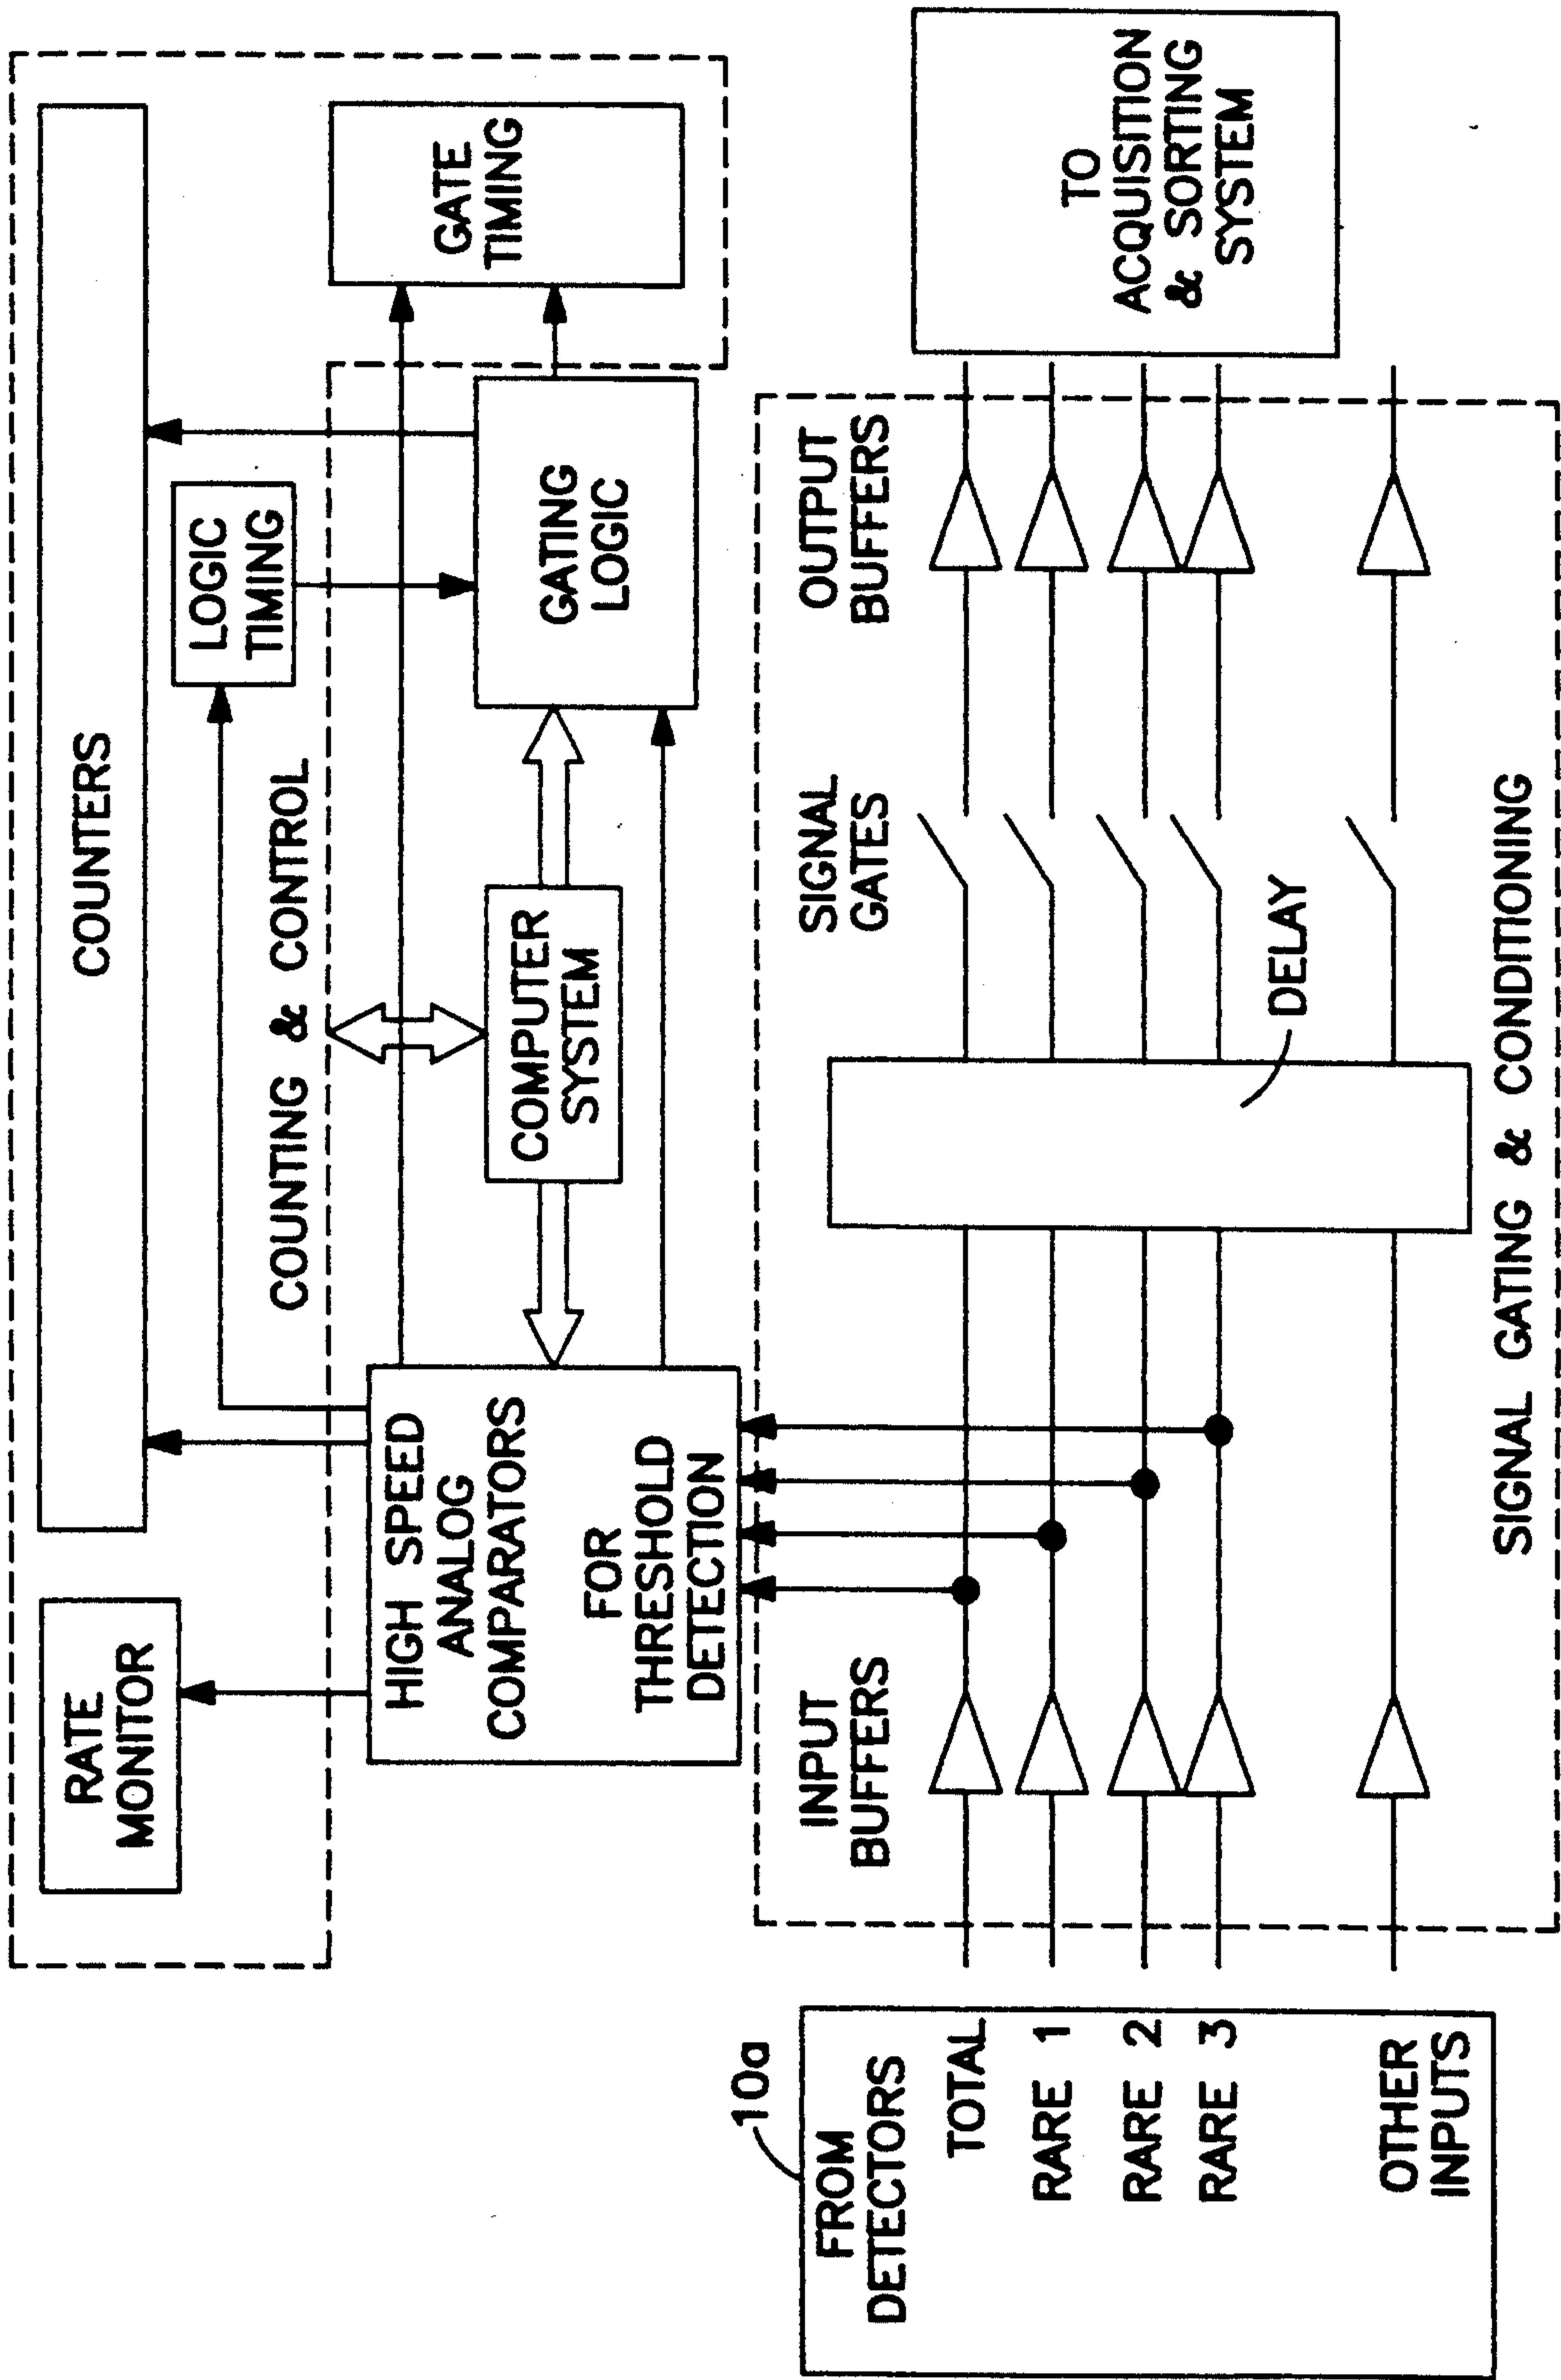 RATE
MONITOR
COUNTERS
LOGIC
TIMING
COUNTING & CONTROL
HIGH SPEED
ANALOG
COMPARATORS
FOR
THRESHOLD
DETECTION
COMPUTER
SYSTEM
GATING
LOGIC
GATE
TIMING
10a
FROM
DETECTORS
TOTAL
RARE 1
RARE 2
RARE 3
OTHER
INPUTS
INPUT
BUFFERS
DELAY
SIGNAL
GATES
OUTPUT
BUFFERS
SIGNAL GATING & CONDITIONING
TO
ACQUISITION
& SORTING
SYSTEM